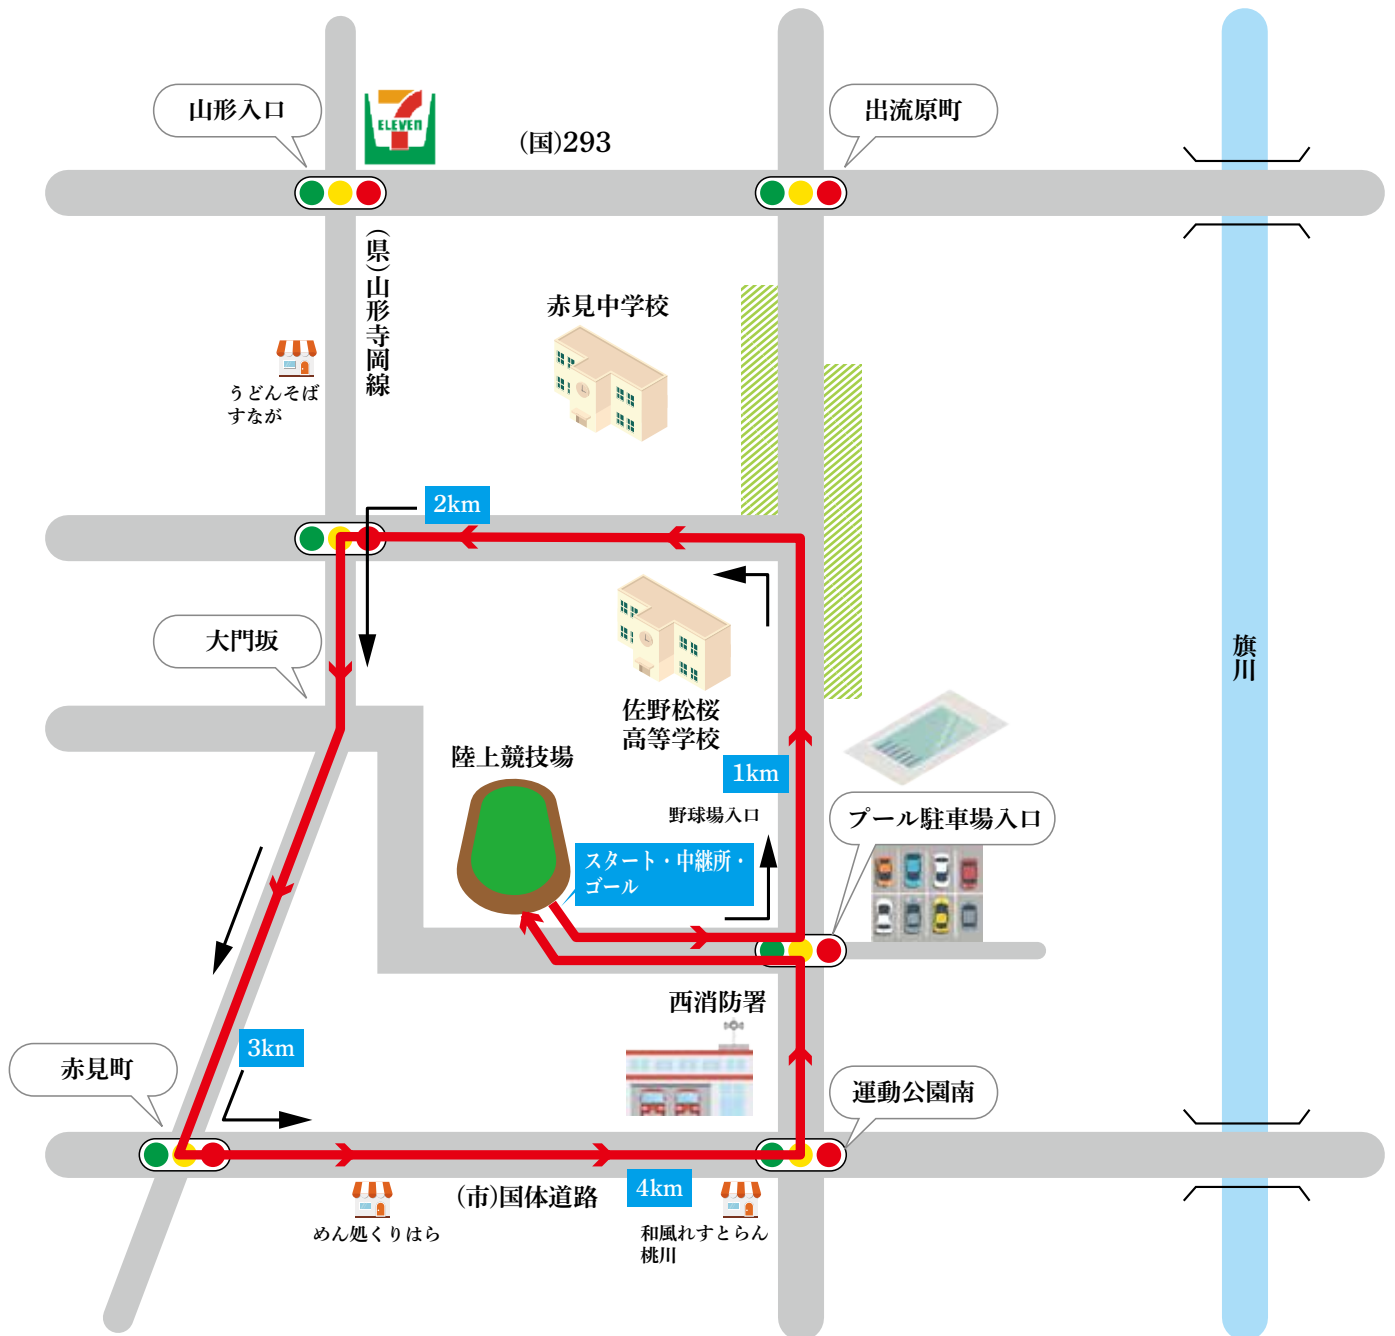 山形入口
ELEVEN
(国)293
出流原町
(県)山形寺岡線
赤見中学校
うどんそば
すなが
2km
大門坂
佐野松桜
高等学校
旗川
陸上競技場
1km
野球場入口
プール駐車場入口
スタート・中継所・
ゴール
西消防署
3km
赤見町
運動公園南
(市)国体道路
4km
めん処くりはら
和風れすとらん
桃川